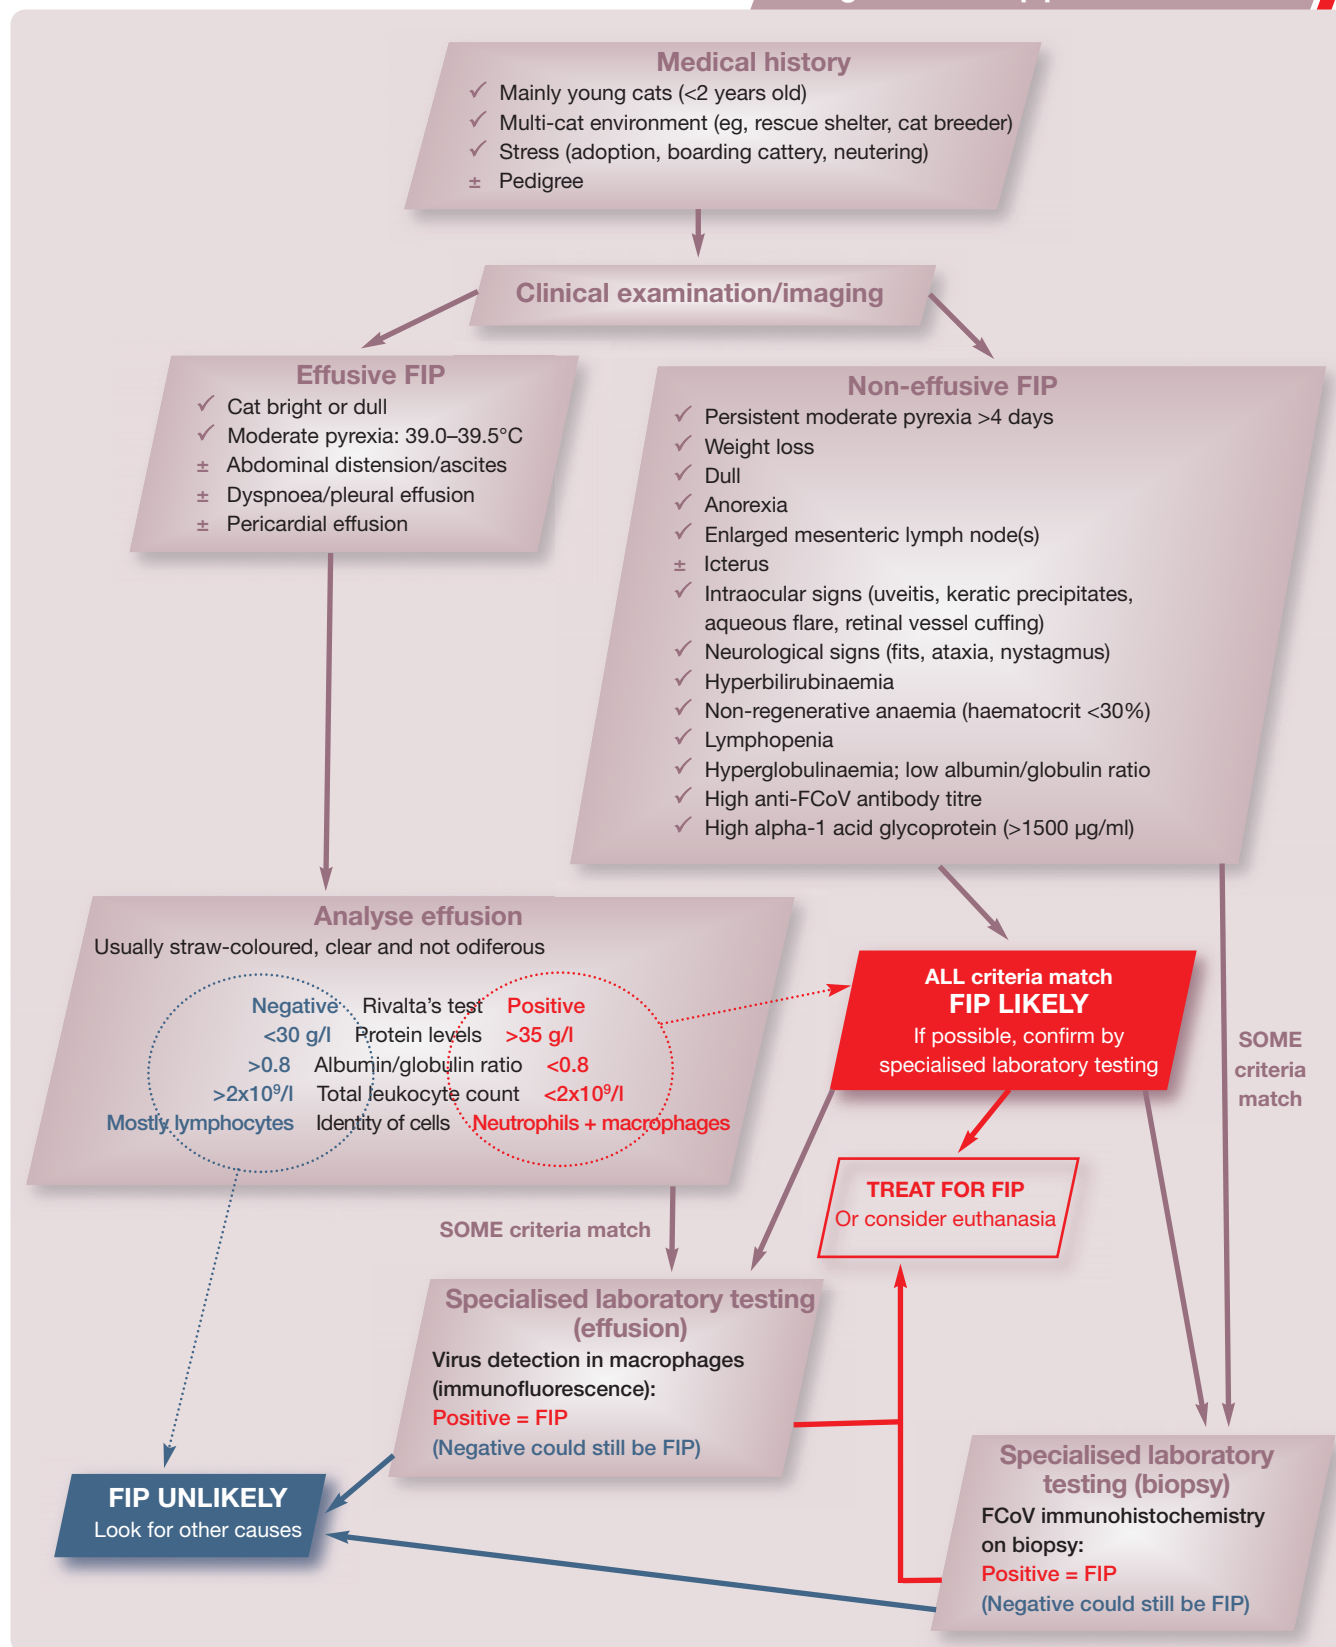 Medical history
✓ Mainly young cats (<2 years old)
✓ Multi-cat environment (eg, rescue shelter, cat breeder)
✓ Stress (adoption, boarding cattery, neutering)
± Pedigree
Clinical examination/imaging
Effusive FIP
✓ Cat bright or dull
✓ Moderate pyrexia: 39.0–39.5°C
± Abdominal distension/ascites
± Dyspnoea/pleural effusion
± Pericardial effusion
Non-effusive FIP
✓ Persistent moderate pyrexia >4 days
✓ Weight loss
✓ Dull
✓ Anorexia
✓ Enlarged mesenteric lymph node(s)
± Icterus
✓ Intraocular signs (uveitis, keratic precipitates,
aqueous flare, retinal vessel cuffing)
✓ Neurological signs (fits, ataxia, nystagmus)
✓ Hyperbilirubinaemia
✓ Non-regenerative anaemia (haematocrit <30%)
✓ Lymphopenia
✓ Hyperglobulinaemia; low albumin/globulin ratio
✓ High anti-FCoV antibody titre
✓ High alpha-1 acid glycoprotein (>1500 µg/ml)
Analyse effusion
Usually straw-coloured, clear and not odiferous
Negative Rivalta's test Positive
<30 g/l Protein levels >35 g/l
>0.8 Albumin/globulin ratio <0.8
>2x10⁹/l Total leukocyte count <2x10⁹/l
Mostly lymphocytes Identity of cells Neutrophils + macrophages
ALL criteria match
FIP LIKELY
If possible, confirm by
specialised laboratory testing
SOME
criteria
match
TREAT FOR FIP
Or consider euthanasia
SOME criteria match
Specialised laboratory testing
(effusion)
Virus detection in macrophages
(immunofluorescence):
Positive = FIP
(Negative could still be FIP)
FIP UNLIKELY
Look for other causes
Specialised laboratory
testing (biopsy)
FCoV immunohistochemistry
on biopsy:
Positive = FIP
(Negative could still be FIP)